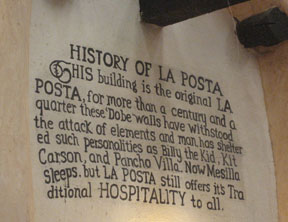 HISTORY OF LA POSTA
THIS building is the original LA
POSTA, for more than a century and a
quarter these 'Dobe' walls have withstood
the attack of elements and man, has shelter
ed such personalities as Billy the Kid, Kit
Carson, and Pancho Villa. Now Mesilla
sleeps, but LA POSTA still offers its Tra
ditional HOSPITALITY to all.